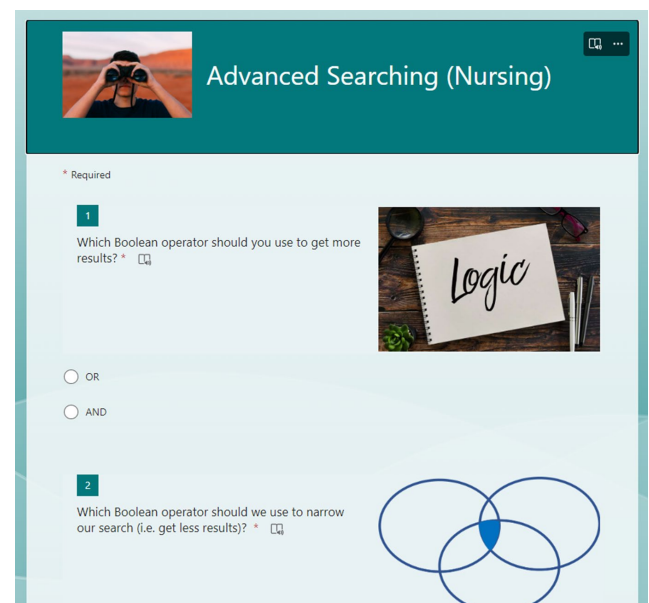 Advanced Searching (Nursing)
* Required
1
Which Boolean operator should you use to get more
results? *
Logic
OR
AND
2
Which Boolean operator should we use to narrow
our search (i.e. get less results)? *